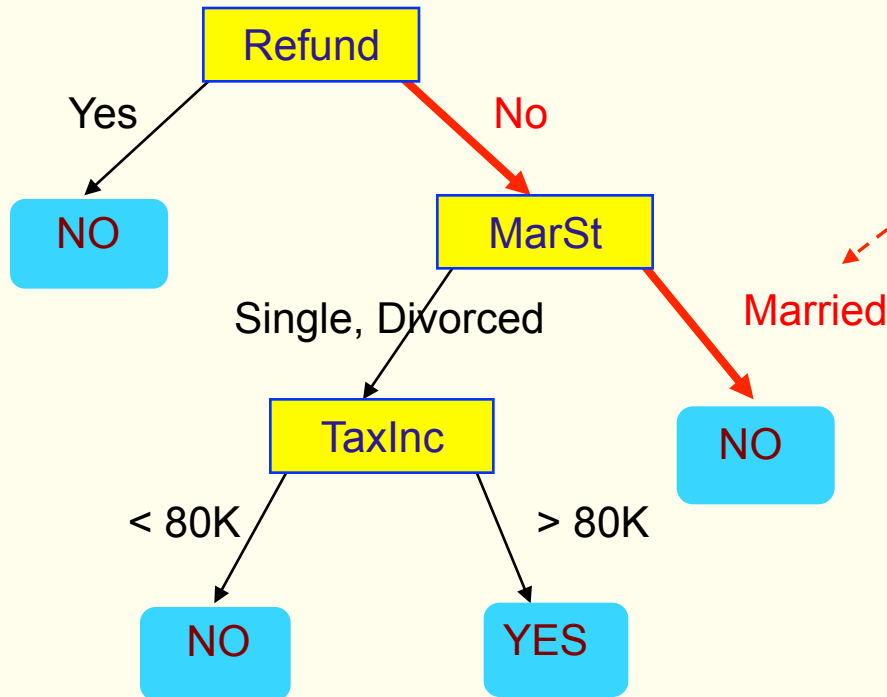 Refund
Yes
No
NO
MarSt
Single, Divorced
Married
TaxInc
NO
< 80K
> 80K
NO
YES